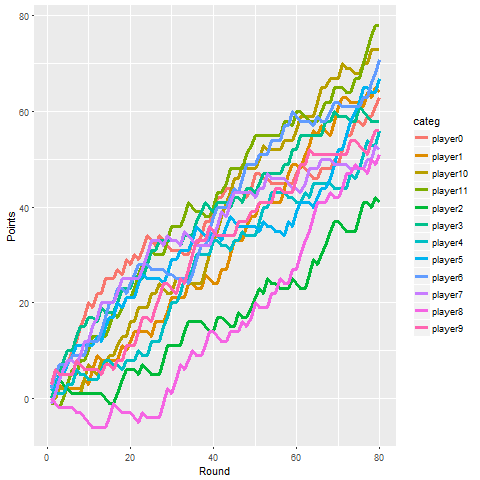 80
60
40
20
0
Points
0
20
40
60
80
Round
categ
player0
player1
player10
player11
player2
player3
player4
player5
player6
player7
player8
player9